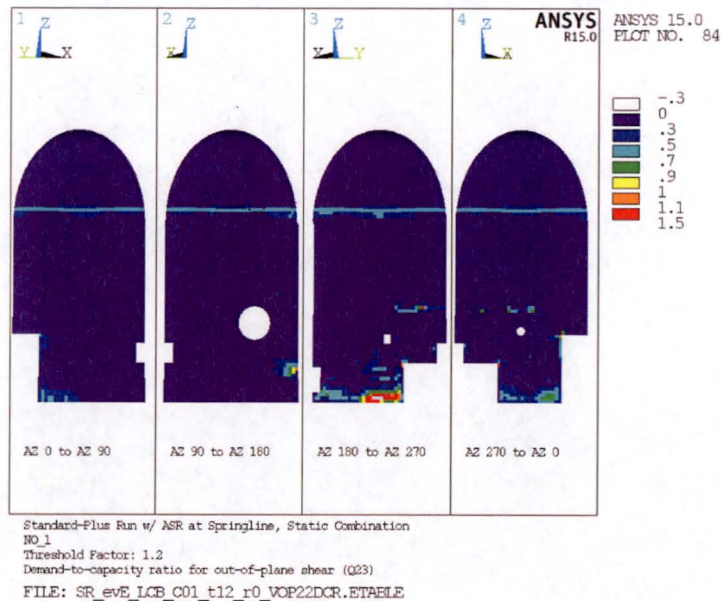 1
Z
Y
X
2
Z
X
3
Z
X
Y
4
Z
X
ANSYS
R15.0
ANSYS 15.0
PLOT NO. 84
-.3
0
.3
.5
.7
.9
1
1.1
1.5
AZ 0 to AZ 90
AZ 90 to AZ 180
AZ 180 to AZ 270
AZ 270 to AZ 0
Standard-Plus Run w/ ASR at Springline, Static Combination
NO_1
Threshold Factor: 1.2
Demand-to-capacity ratio for out-of-plane shear (Q23)
FILE: SR_evE_LCB_C01_t12_r0_VOP22DCR.ETABLE